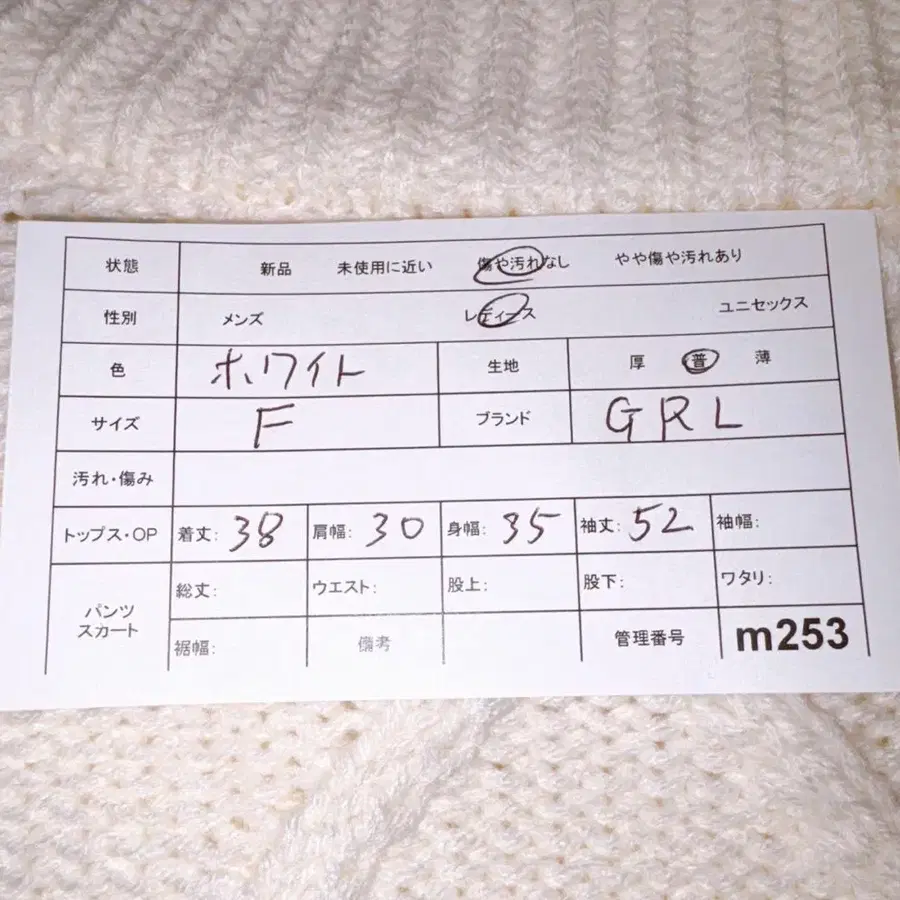 状態 新品 未使用に近い 傷や汚れなし やや傷や汚れあり
性別 メンズ レディース ユニセックス
色 ホワイト 生地 厚 普 薄
サイズ F ブランド GRL
汚れ・傷み
トップス・OP 着丈: 38 肩幅: 30 身幅: 35 袖丈: 52 袖幅:
パンツ スカート 総丈: ウエスト: 股上: 股下: ワタリ:
裾幅: 備考 管理番号 m253